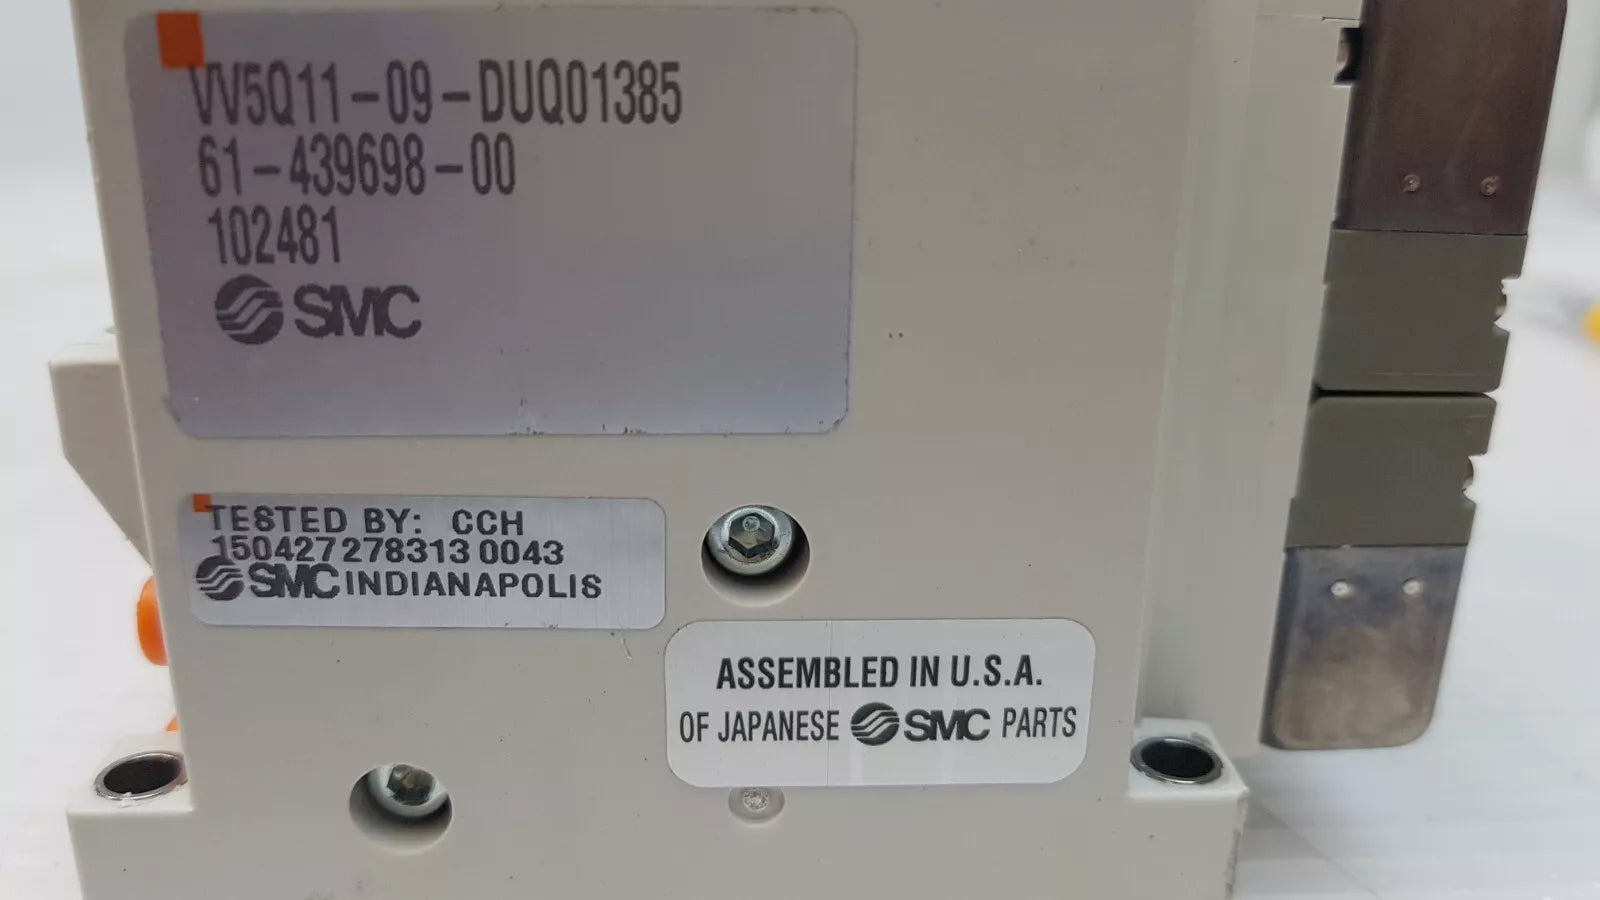 VV5Q11-09-DUQ01385
61-439698-00
102481
SMC
TESTED BY: CCH
150427278313 0043
SMC INDIANAPOLIS
ASSEMBLED IN U.S.A.
OF JAPANESE SMC PARTS